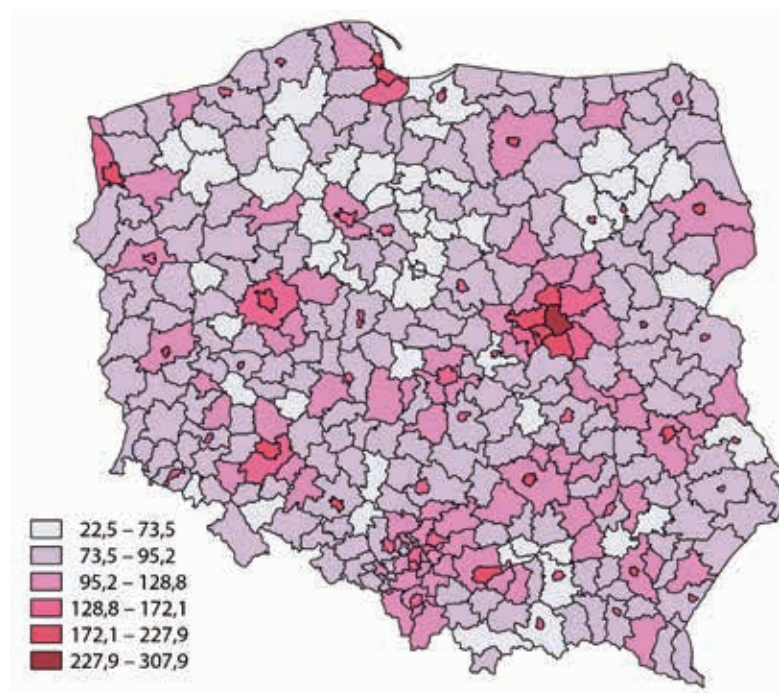 22,5 – 73,5
73,5 – 95,2
95,2 – 128,8
128,8 – 172,1
172,1 – 227,9
227,9 – 307,9